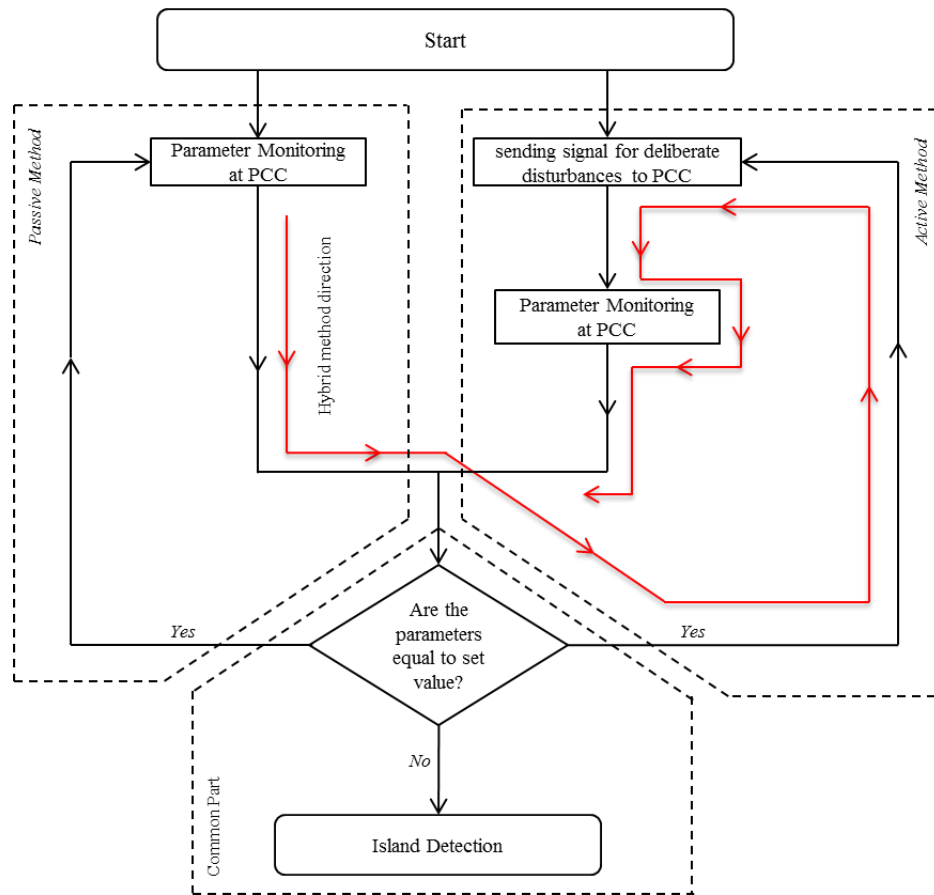 Start
Parameter Monitoring
at PCC
sending signal for deliberate
disturbances to PCC
Passive Method
Active Method
Hybrid method direction
Parameter Monitoring
at PCC
Are the
parameters
equal to set
value?
Yes
Yes
No
Common Part
Island Detection